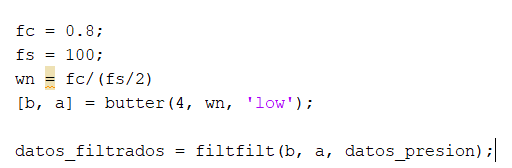 fc = 0.8;
fs = 100;
wn = fc/(fs/2)
[b, a] = butter(4, wn, 'low');
datos_filtrados = filtfilt(b, a, datos_presion);